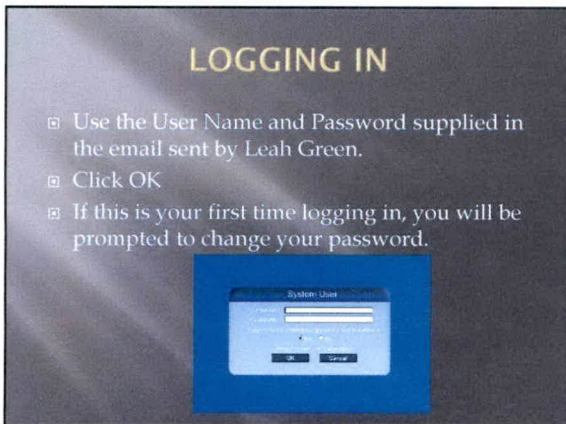 LOGGING IN
Use the User Name and Password supplied in
the email sent by Leah Green.
Click OK
If this is your first time logging in, you will be
prompted to change your password.
System User
OK
Cancel